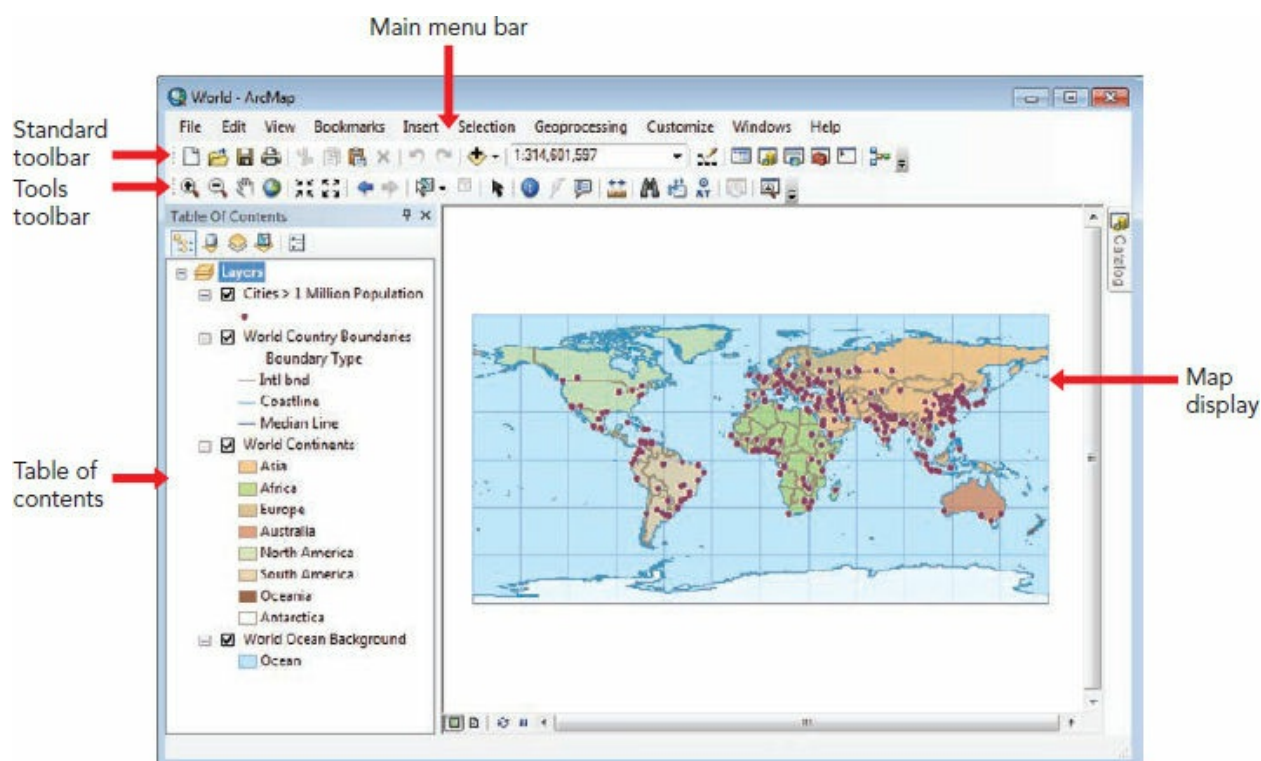 Main menu bar
World - ArcMap
Standard toolbar
File Edit View Bookmarks Insert Selection Geoprocessing Customize Windows Help
1:314,601,597
Tools toolbar
Table Of Contents
Catalog
Layers
Cities > 1 Million Population
World Country Boundaries
Boundary Type
Intl bnd
Coastline
Median Line
World Continents
Map display
Table of contents
Asia
Africa
Europe
Australia
North America
South America
Oceania
Antarctica
World Ocean Background
Ocean